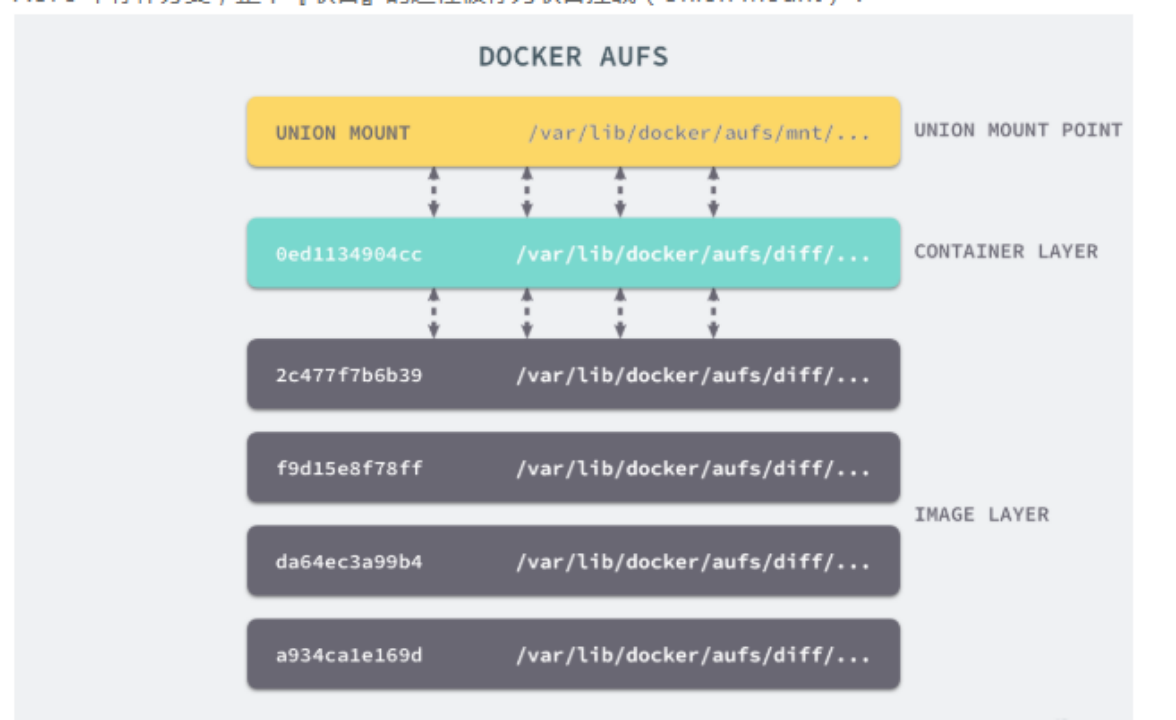 DOCKER AUFS
UNION MOUNT /var/lib/docker/aufs/mnt/... UNION MOUNT POINT
0ed1134904cc /var/lib/docker/aufs/diff/... CONTAINER LAYER
2c477f7b6b39 /var/lib/docker/aufs/diff/...
f9d15e8f78ff /var/lib/docker/aufs/diff/...
IMAGE LAYER
da64ec3a99b4 /var/lib/docker/aufs/diff/...
a934ca1e169d /var/lib/docker/aufs/diff/...